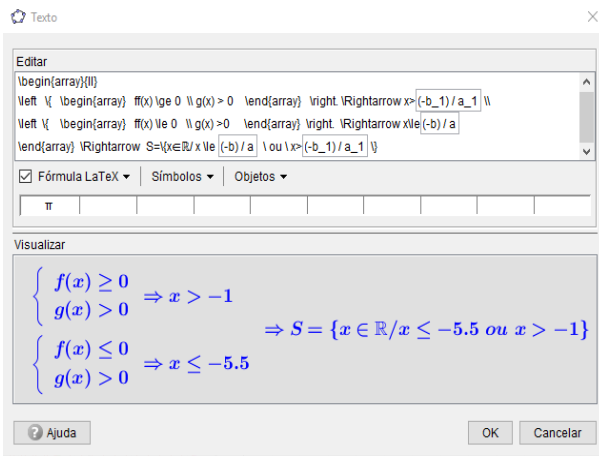 Texto
Editar
\begin{array}{ll}
\left \{ \begin{array} ff(x) \ge 0 \\ g(x) > 0 \end{array} \right. \Rightarrow x> (-b_1) / a_1 \\
\left \{ \begin{array} ff(x) \le 0 \\ g(x) >0 \end{array} \right. \Rightarrow x\le (-b) / a
\end{array} \Rightarrow S=\{x∈ℝ/ x \le (-b) / a \ ou \ x> (-b_1) / a_1 \}
Fórmula LaTeX Símbolos Objetos
π
Visualizar
f(x) ≥ 0
⇒ x > −1
g(x) > 0
⇒ S = {x ∈ ℝ/x ≤ −5.5 ou x > −1}
f(x) ≤ 0
⇒ x ≤ −5.5
g(x) > 0
Ajuda OK Cancelar